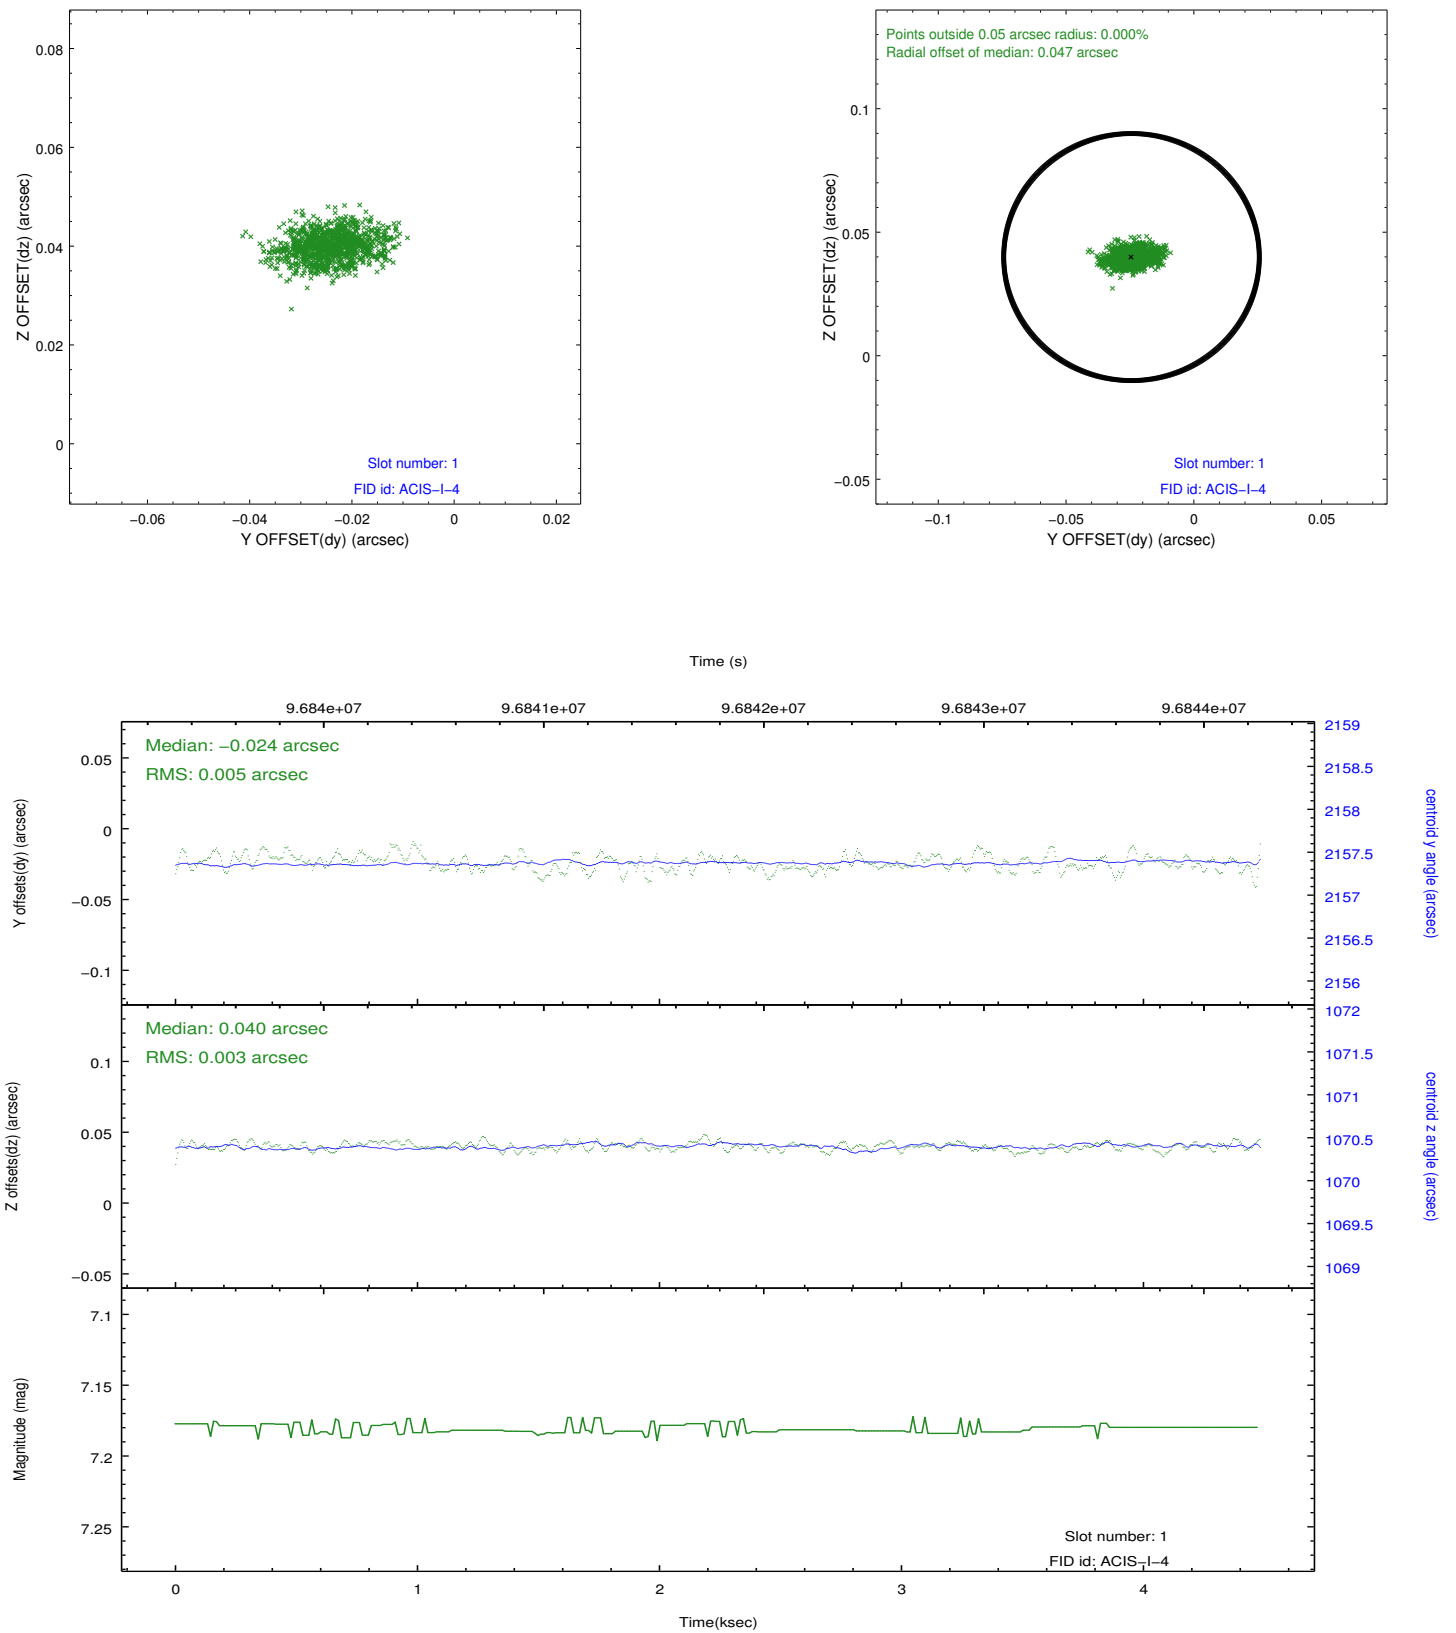 0.08
0.06
0.04
0.02
0
Z OFFSET(dz) (arcsec)
Slot number: 1
FID id: ACIS−I−4
−0.06
−0.04
−0.02
0
0.02
Y OFFSET(dy) (arcsec)
Points outside 0.05 arcsec radius: 0.000%
Radial offset of median: 0.047 arcsec
0.1
0.05
0
−0.05
Z OFFSET(dz) (arcsec)
Slot number: 1
FID id: ACIS−I−4
−0.1
−0.05
0
0.05
Y OFFSET(dy) (arcsec)
Time (s)
9.684e+07
9.6841e+07
9.6842e+07
9.6843e+07
9.6844e+07
Median: −0.024 arcsec
RMS: 0.005 arcsec
0.05
0
−0.05
−0.1
Y offsets(dy) (arcsec)
2159
2158.5
2158
2157.5
2157
2156.5
2156
centroid y angle (arcsec)
Median: 0.040 arcsec
RMS: 0.003 arcsec
0.1
0.05
0
−0.05
Z offsets(dz) (arcsec)
1072
1071.5
1071
1070.5
1070
1069.5
1069
centroid z angle (arcsec)
7.1
7.15
7.2
7.25
Magnitude (mag)
Slot number: 1
FID id: ACIS−I−4
0
1
2
3
4
Time(ksec)